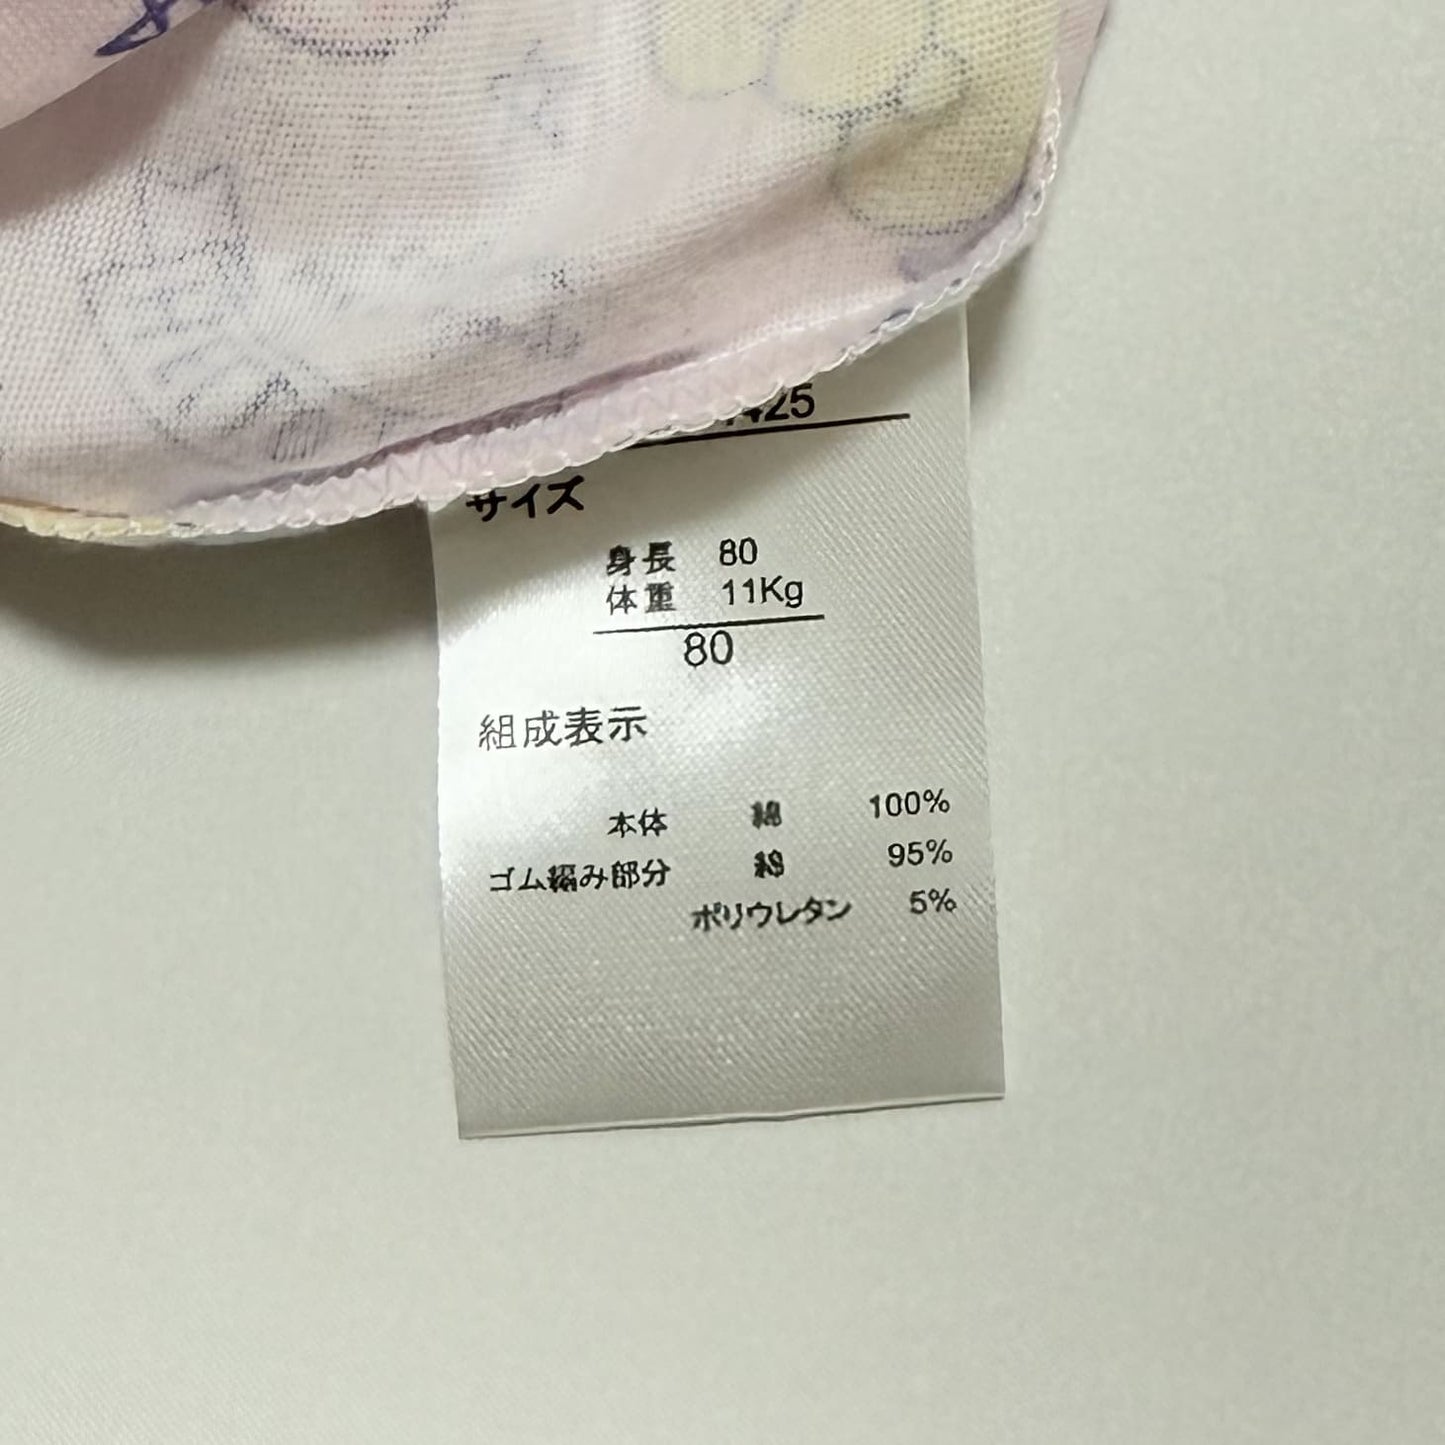 425
サイズ
身長 80
体重 11Kg
80
組成表示
本体 綿 100%
ゴム編み部分 綿 95%
ポリウレタン 5%